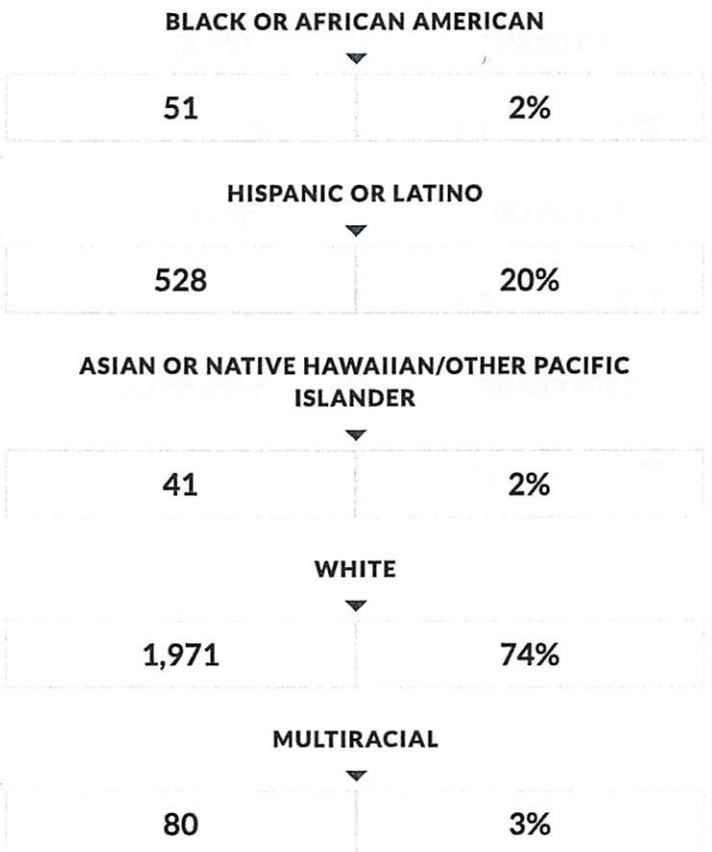 BLACK OR AFRICAN AMERICAN
51 2%
HISPANIC OR LATINO
528 20%
ASIAN OR NATIVE HAWAIIAN/OTHER PACIFIC
ISLANDER
41 2%
WHITE
1,971 74%
MULTIRACIAL
80 3%